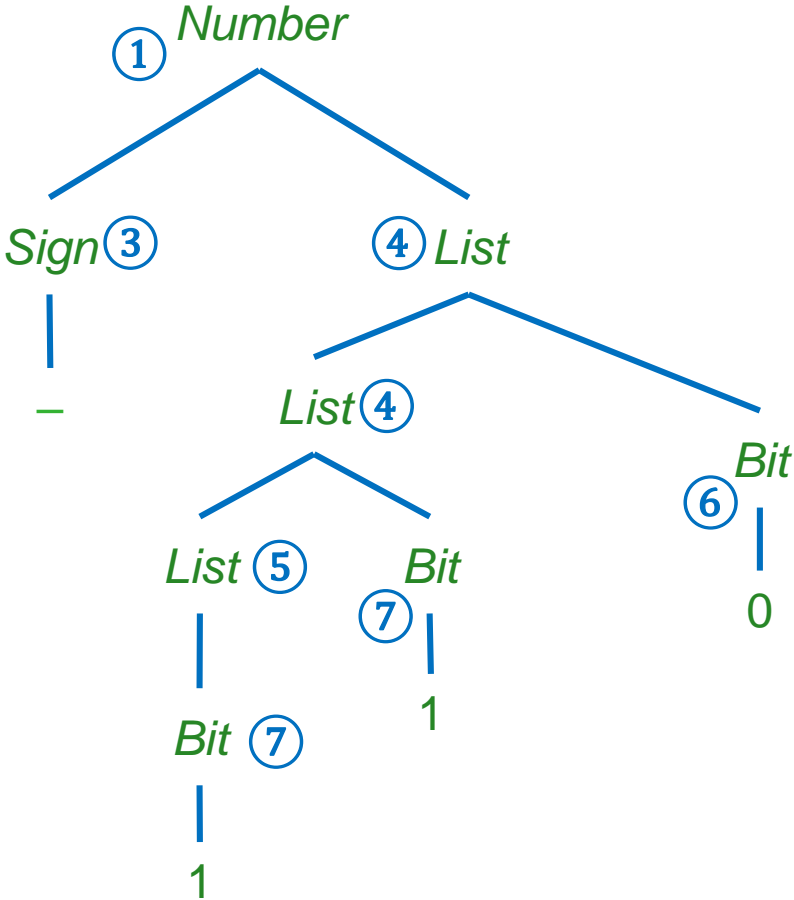 Number
①
Sign ③
④ List
–
List ④
Bit
⑥
List ⑤
Bit
⑦
0
1
Bit ⑦
1